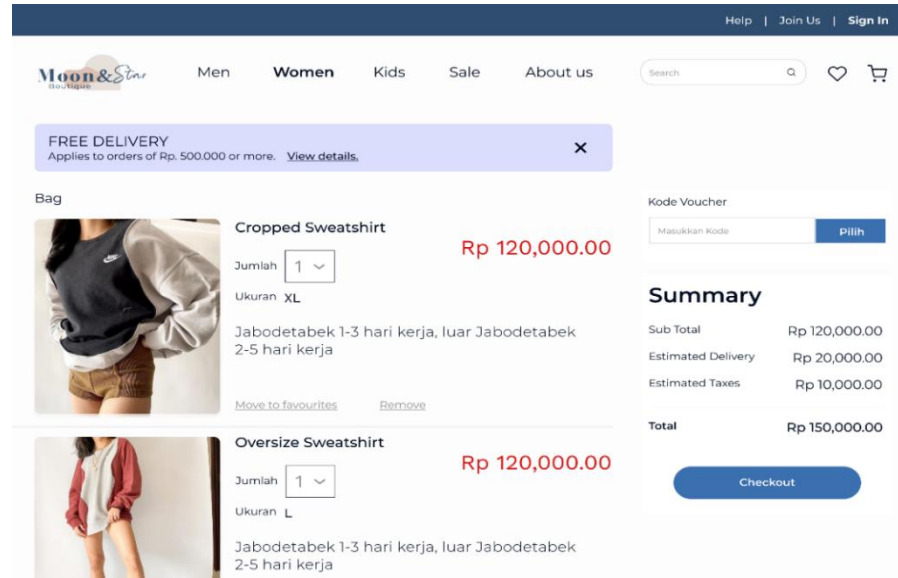 Help | Join Us | Sign In
Moon&Star
Boutique
Men Women Kids Sale About us
Search
FREE DELIVERY
Applies to orders of Rp. 500.000 or more. View details.
Bag
Cropped Sweatshirt
Rp 120,000.00
Jumlah 1
Ukuran XL
Jabodetabek 1-3 hari kerja, luar Jabodetabek
2-5 hari kerja
Move to favourites Remove
Oversize Sweatshirt
Rp 120,000.00
Jumlah 1
Ukuran L
Jabodetabek 1-3 hari kerja, luar Jabodetabek
2-5 hari kerja
Kode Voucher
Masukkan Kode Pilih
Summary
Sub Total Rp 120,000.00
Estimated Delivery Rp 20,000.00
Estimated Taxes Rp 10,000.00
Total Rp 150,000.00
Checkout